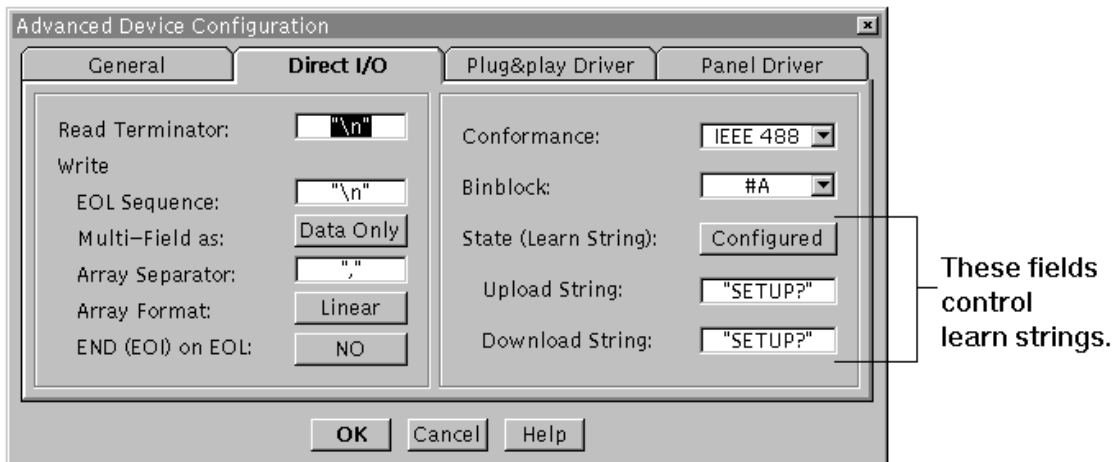 Advanced Device Configuration
General Direct I/O Plug&play Driver Panel Driver
Read Terminator: "\n"
Write
EOL Sequence: "\n"
Multi-Field as: Data Only
Array Separator: ","
Array Format: Linear
END (EOI) on EOL: NO
Conformance: IEEE 488
Binblock: #A
State (Learn String): Configured
Upload String: "SETUP?"
Download String: "SETUP?"
These fields
control
learn strings.
OK Cancel Help